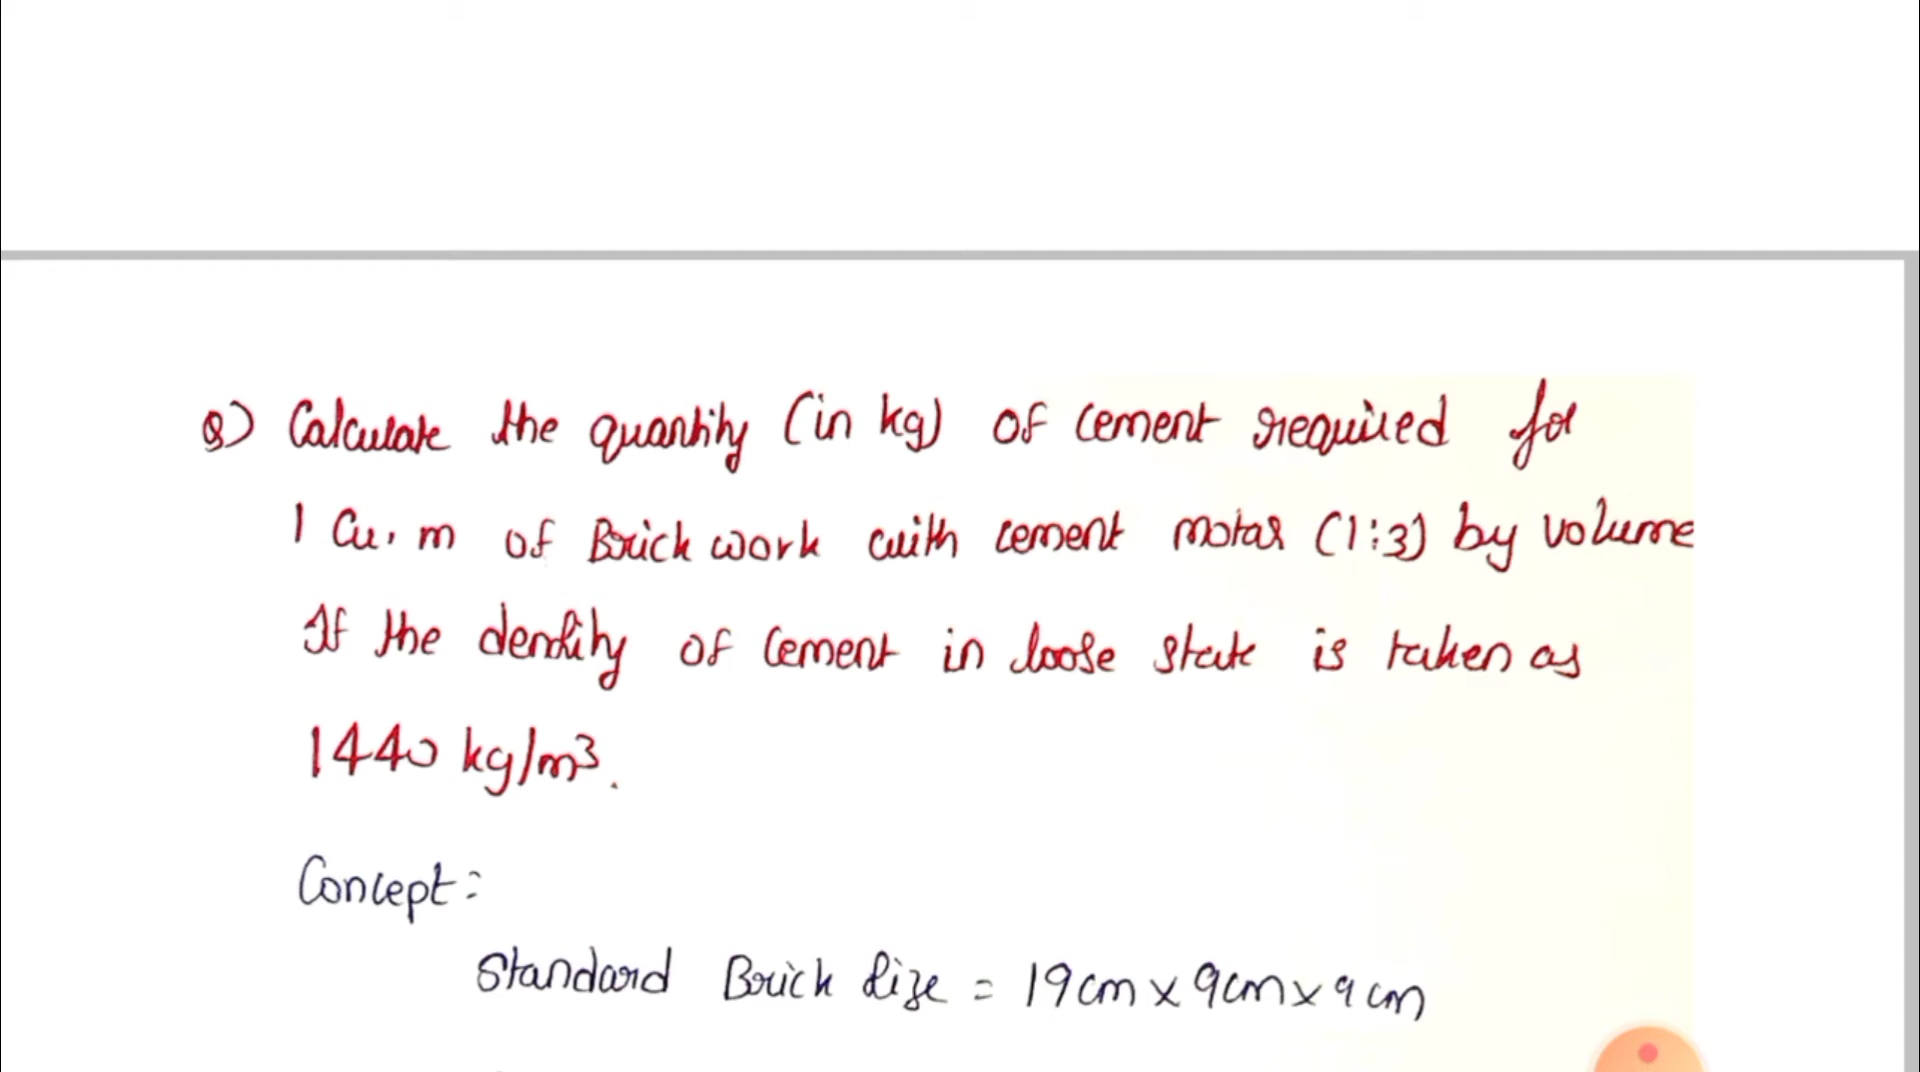 Q) Calculate the quantity (in kg) of cement required for
1 Cu.m of Brick work with cement motar (1:3) by volume
If the density of Cement in loose state is taken as
1440 kg/m³.
Concept:
Standard Brick Size = 19cm x 9cm x 9cm